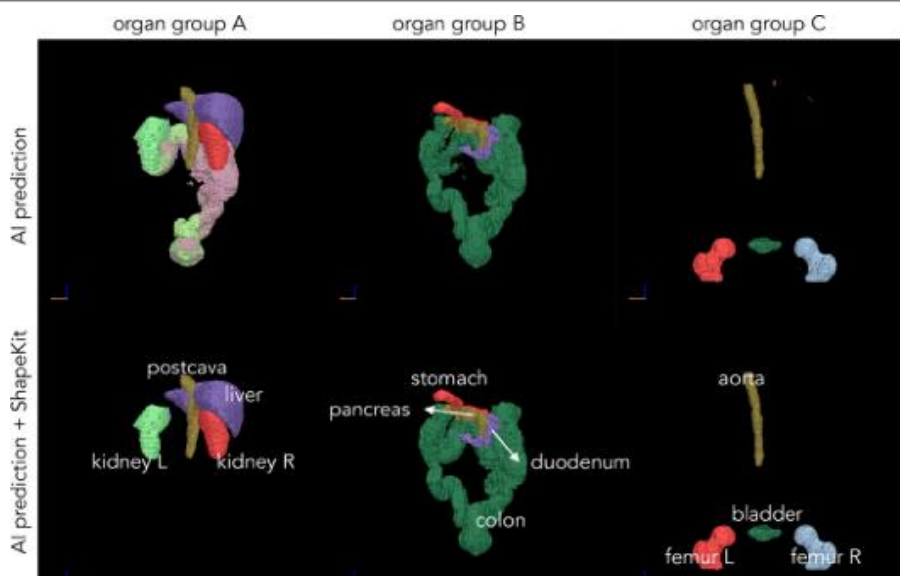 organ group A
organ group B
organ group C
AI prediction
AI prediction + ShapeKit
postcava
liver
kidney L
kidney R
stomach
pancreas
duodenum
colon
aorta
bladder
femur L
femur R